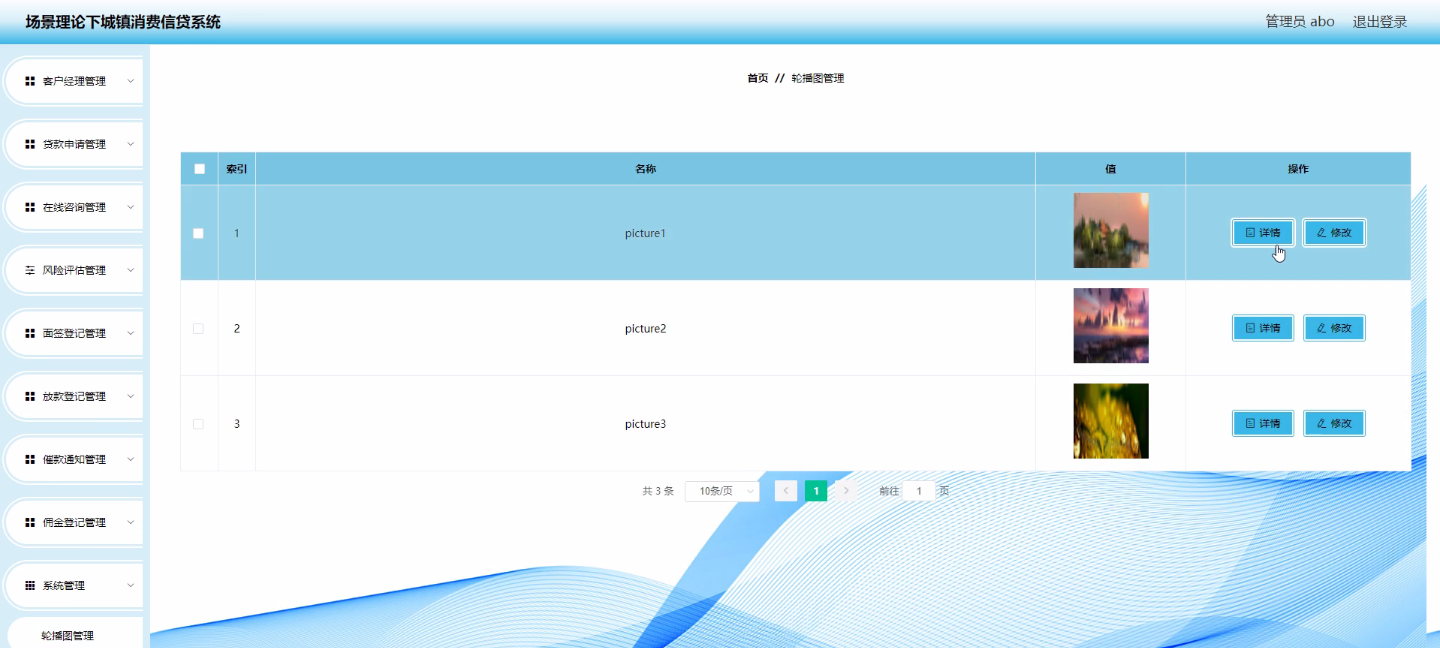 场景理论下城镇消费信贷系统
管理员 abo 退出登录
客户经理管理
贷款申请管理
在线咨询管理
风险评估管理
面签登记管理
放款登记管理
催款通知管理
佣金登记管理
系统管理
轮播图管理
首页 // 轮播图管理
索引 名称 值 操作
1 picture1 详情 修改
2 picture2 详情 修改
3 picture3 详情 修改
共 3 条 10条/页 1 前往 1 页